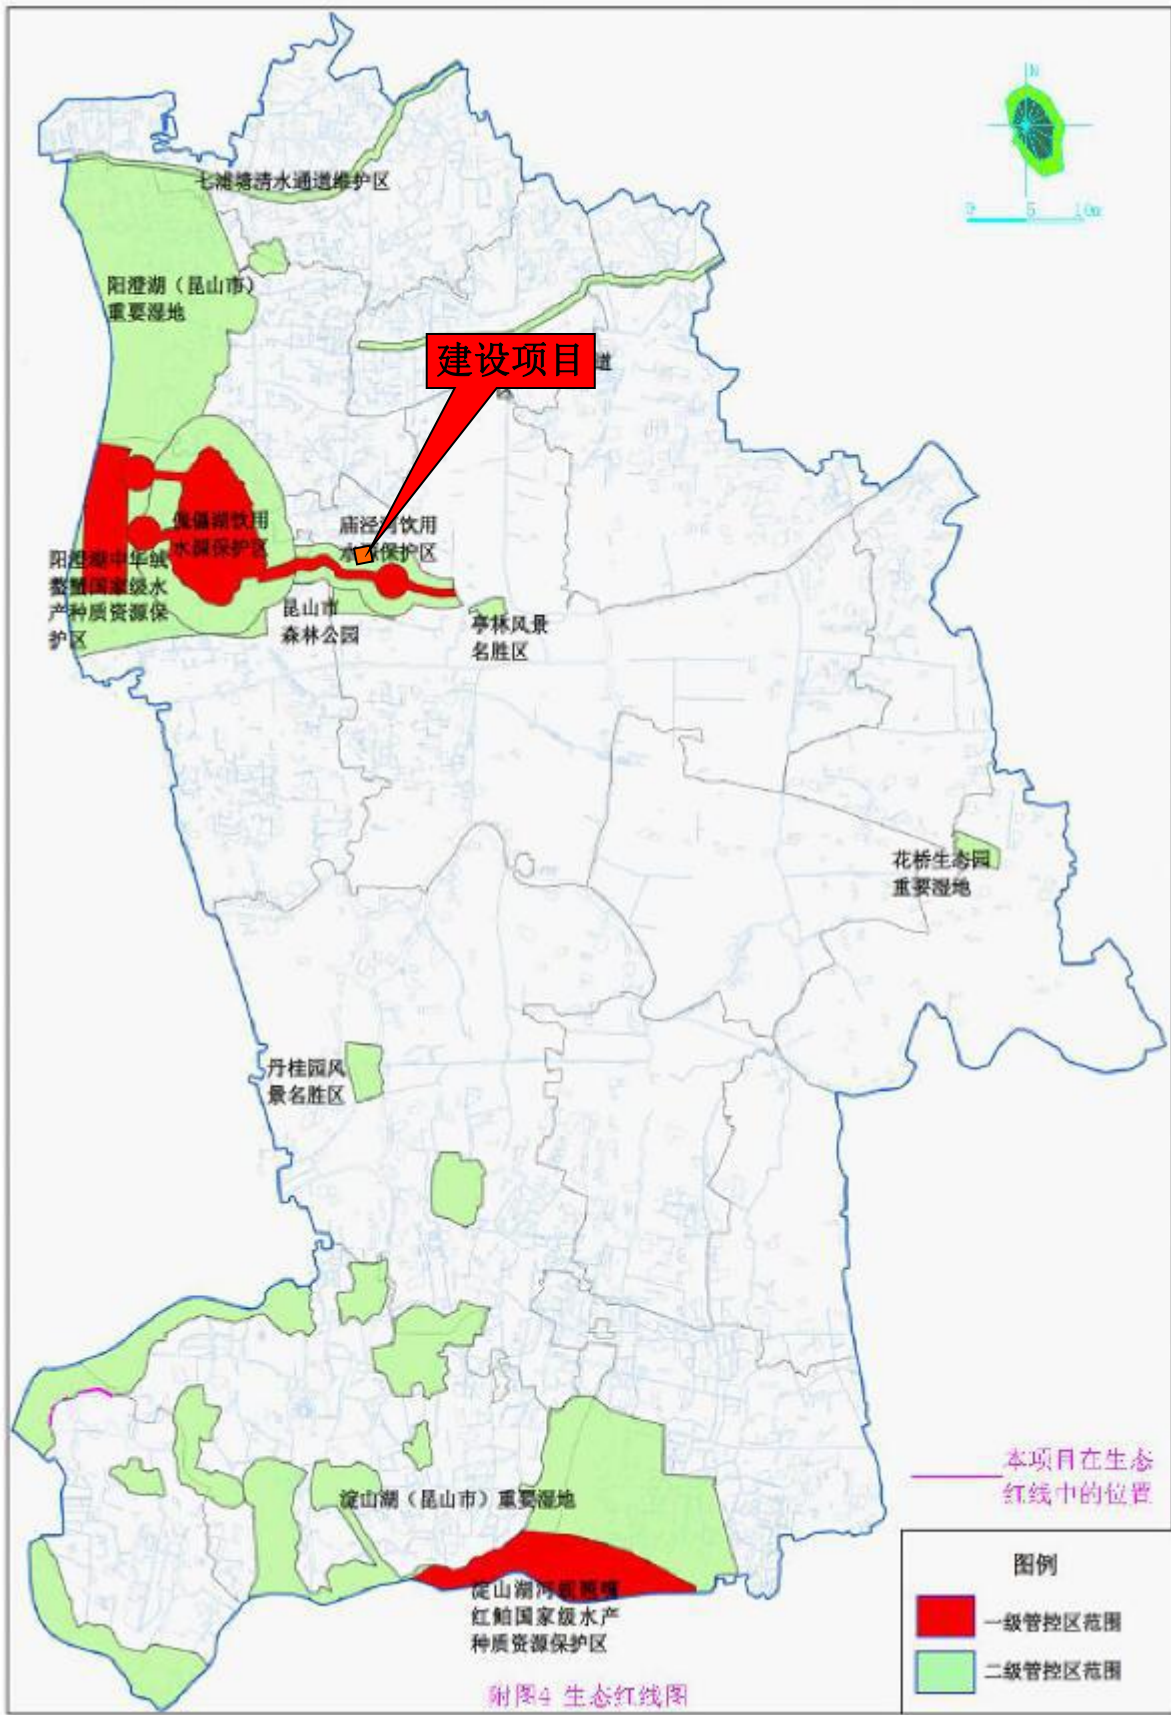 N
0 5 10m
七浦塘清水通道维护区
阳澄湖（昆山市）
重要湿地
建设项目
道
傀儡湖饮用
水源保护区
庙泾河饮用
水源保护区
阳澄湖中华绒
螯蟹国家级水
产种质资源保
护区
昆山市
森林公园
亭林风景
名胜区
花桥生态园
重要湿地
丹桂园风
景名胜区
淀山湖（昆山市）重要湿地
淀山湖河蚬翘嘴
红鲌国家级水产
种质资源保护区
本项目在生态
红线中的位置
图例
一级管控区范围
二级管控区范围
附图4 生态红线图